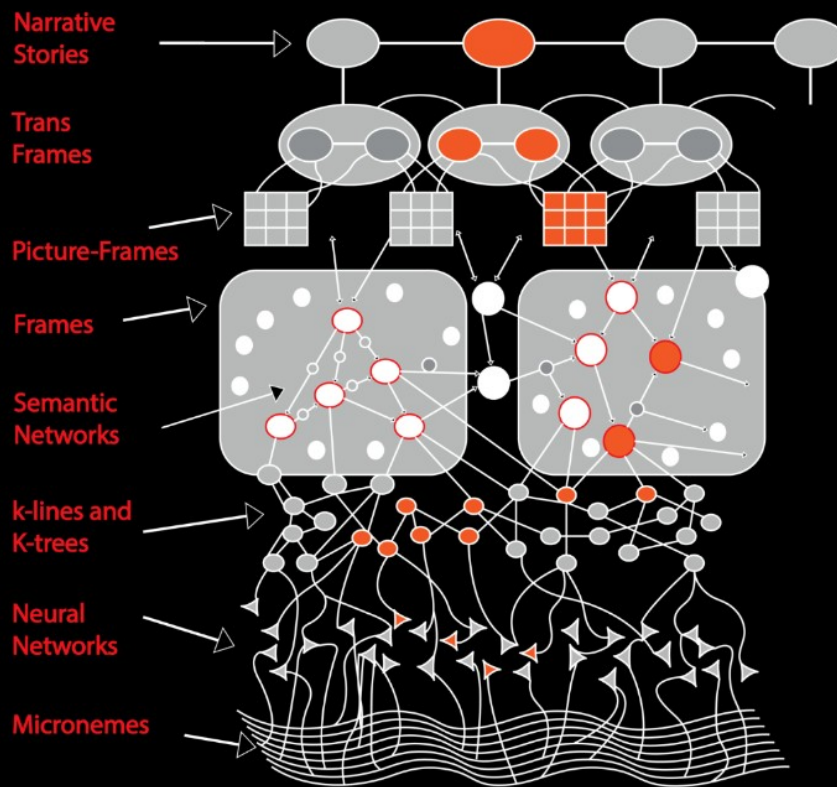 Narrative
Stories
Trans
Frames
Picture-Frames
Frames
Semantic
Networks
k-lines and
K-trees
Neural
Networks
Micronemes